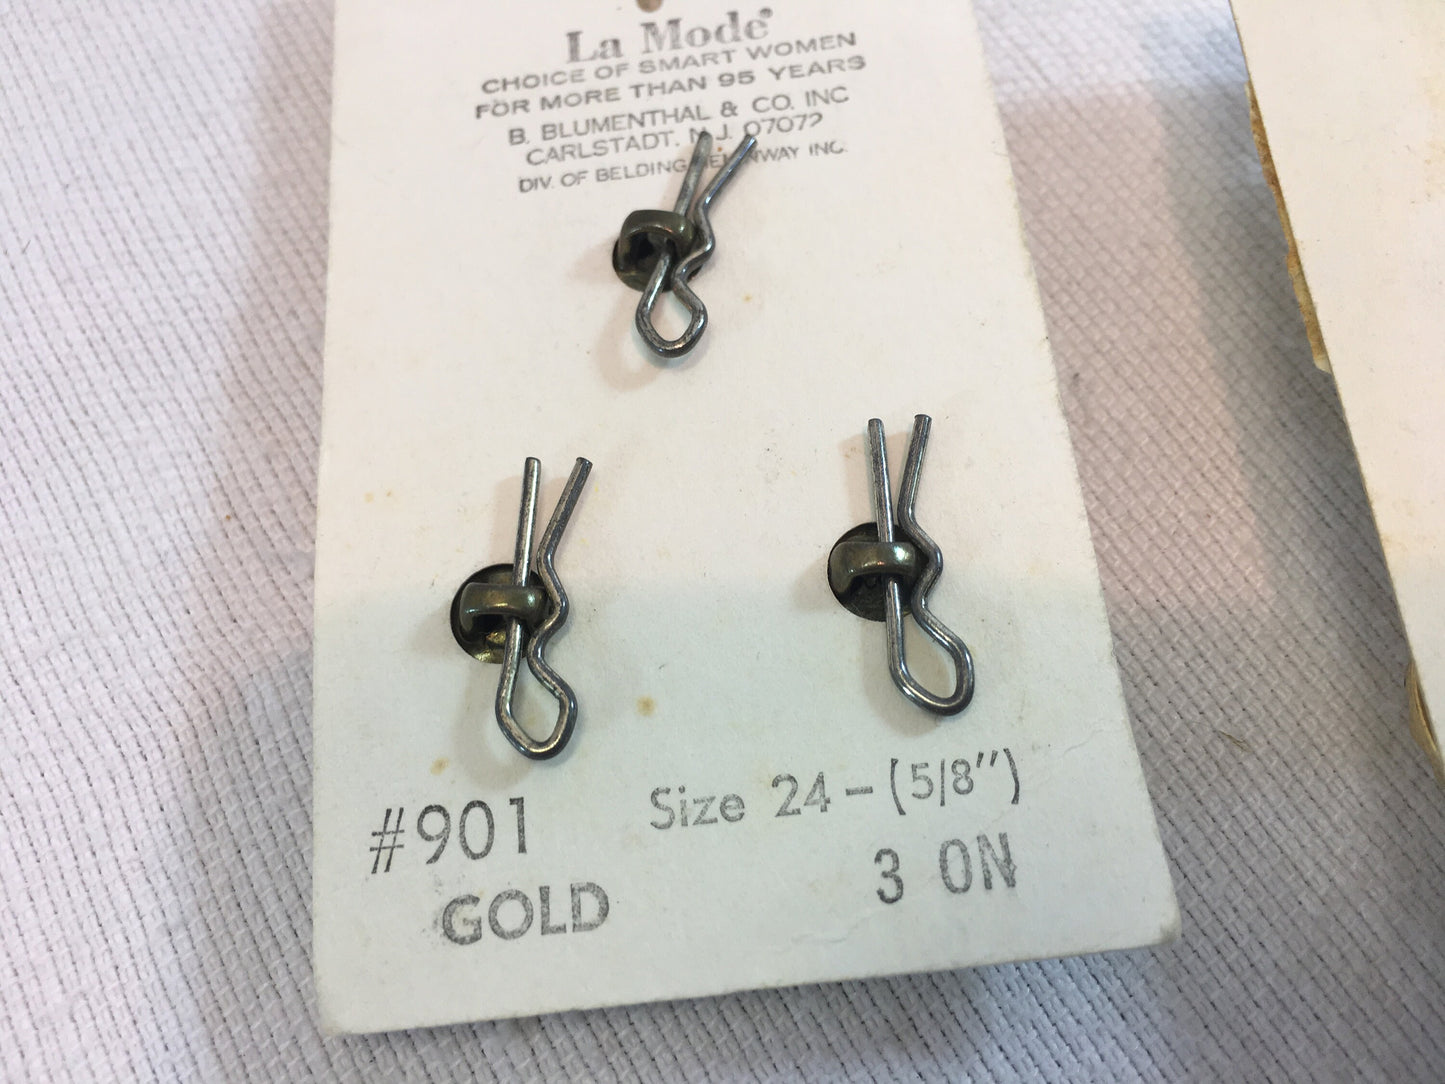 La Mode®
CHOICE OF SMART WOMEN
FOR MORE THAN 95 YEARS
B. BLUMENTHAL & CO. INC
CARLSTADT. N.J. 07072
DIV. OF BELDING INC.
#901
Size 24-(5/8")
GOLD
3 ON